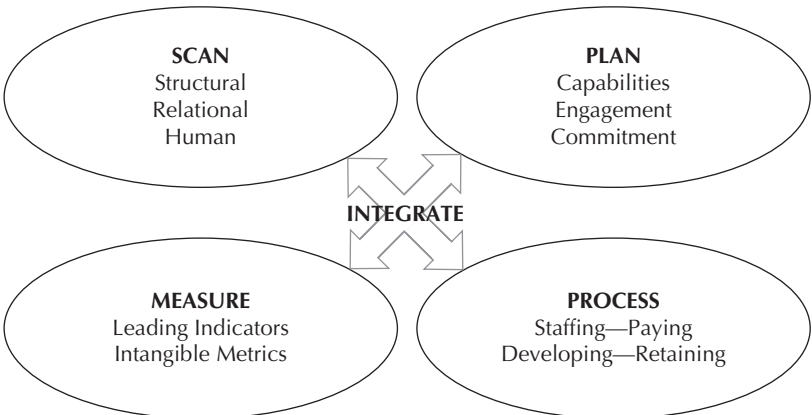 SCAN
Structural
Relational
Human
PLAN
Capabilities
Engagement
Commitment
INTEGRATE
MEASURE
Leading Indicators
Intangible Metrics
PROCESS
Staffing—Paying
Developing—Retaining